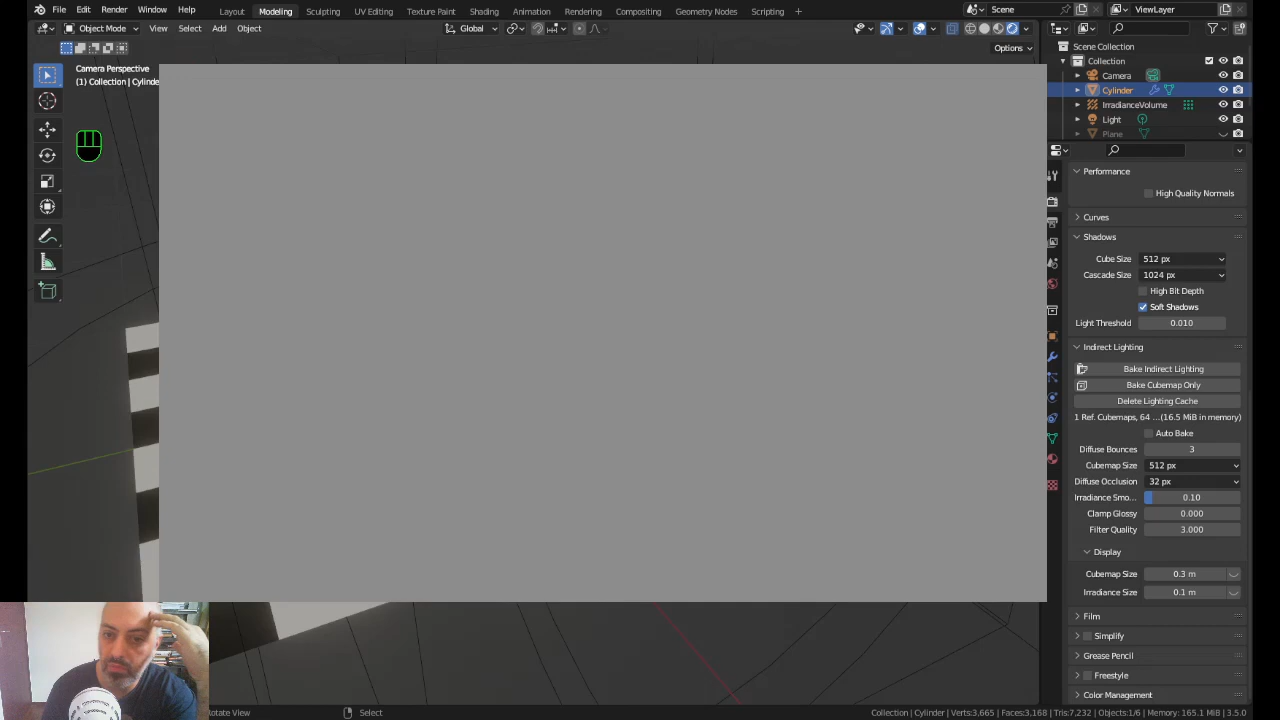 File Edit Render Window Help Layout Modeling Sculpting UV Editing Texture Paint Shading Animation Rendering Compositing Geometry Nodes Scripting Scene ViewLayer
Object Mode View Select Add Object Global
Options
Camera Perspective
(1) Collection | Cylinde
Scene Collection
Collection
Camera
Cylinder
IrradianceVolume
Light
Plane
Performance
High Quality Normals
Curves
Shadows
Cube Size 512 px
Cascade Size 1024 px
High Bit Depth
Soft Shadows
Light Threshold 0.010
Indirect Lighting
Bake Indirect Lighting
Bake Cubemap Only
Delete Lighting Cache
1 Ref. Cubemaps, 64 ...(16.5 MiB in memory)
Auto Bake
Diffuse Bounces 3
Cubemap Size 512 px
Diffuse Occlusion 32 px
Irradiance Smo... 0.10
Clamp Glossy 0.000
Filter Quality 3.000
Display
Cubemap Size 0.3 m
Irradiance Size 0.1 m
Film
Simplify
Grease Pencil
Freestyle
Color Management
otate View Select Collection | Cylinder | Verts:3,665 | Faces:3,168 | Tris:7,232 | Objects:1/6 | Memory: 165.1 MiB | 3.5.0